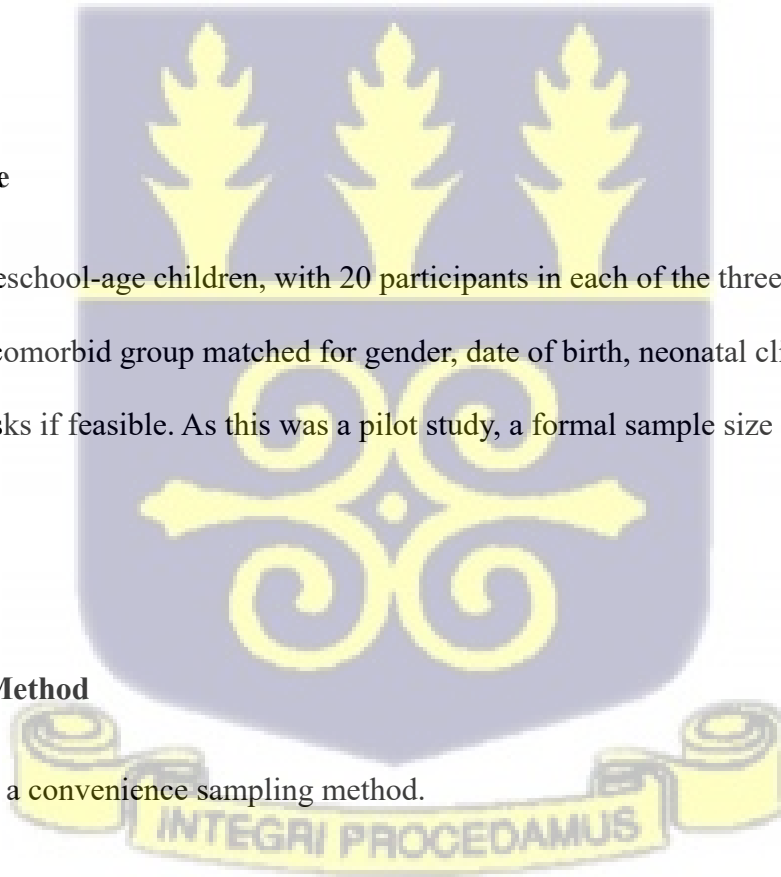 e
eschool-age children, with 20 participants in each of the three
comorbid group matched for gender, date of birth, neonatal cli
sks if feasible. As this was a pilot study, a formal sample size
Method
a convenience sampling method.
INTEGRI PROCEDAMUS